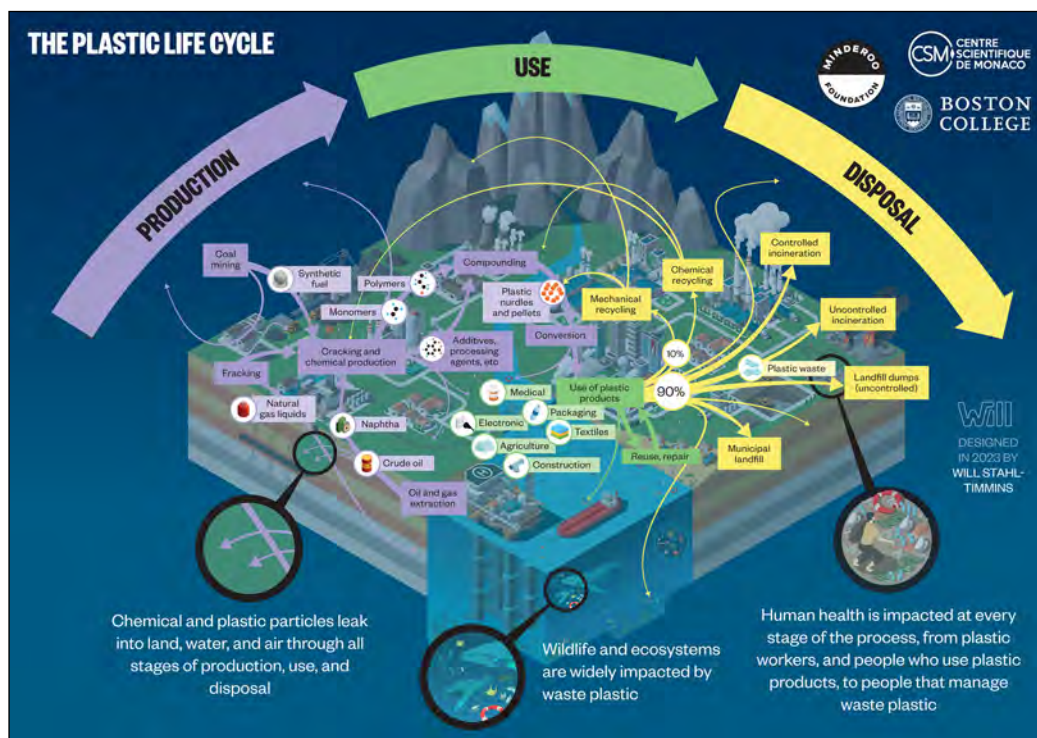 THE PLASTIC LIFE CYCLE
PRODUCTION
USE
DISPOSAL
MINDEROO
FOUNDATION
CSM
CENTRE
SCIENTIFIQUE
DE MONACO
BOSTON
COLLEGE
Coal
mining
Synthetic
fuel
Polymers
Monomers
Compounding
Plastic
nurdles
and pellets
Mechanical
recycling
Chemical
recycling
Controlled
incineration
Uncontrolled
incineration
Fracking
Cracking and
chemical production
Additives,
processing
agents, etc
Conversion
10%
90%
Plastic waste
Landfill dumps
(uncontrolled)
Use of plastic
products
Natural
gas liquids
Naphtha
Crude oil
Oil and gas
extraction
Medical
Packaging
Electronic
Textiles
Agriculture
Construction
Reuse, repair
Municipal
landfill
Will
DESIGNED
IN 2023 BY
WILL STAHL-
TIMMINS
Chemical and plastic particles leak
into land, water, and air through all
stages of production, use, and
disposal
Wildlife and ecosystems
are widely impacted by
waste plastic
Human health is impacted at every
stage of the process, from plastic
workers, and people who use plastic
products, to people that manage
waste plastic